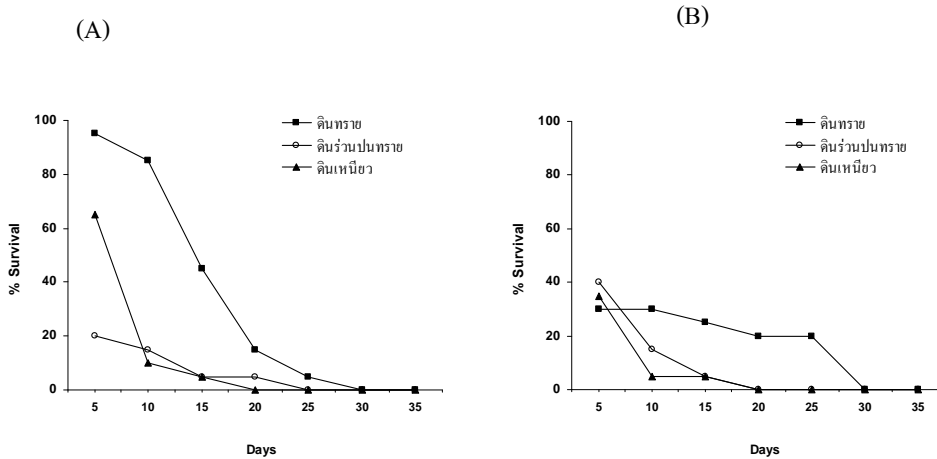 (A)
100
80
60
40
20
0
% Survival
5 10 15 20 25 30 35
Days
ดินทราย
ดินร่วนปนทราย
ดินเหนียว
(B)
100
80
60
40
20
0
% Survival
5 10 15 20 25 30 35
Days
ดินทราย
ดินร่วนปนทราย
ดินเหนียว